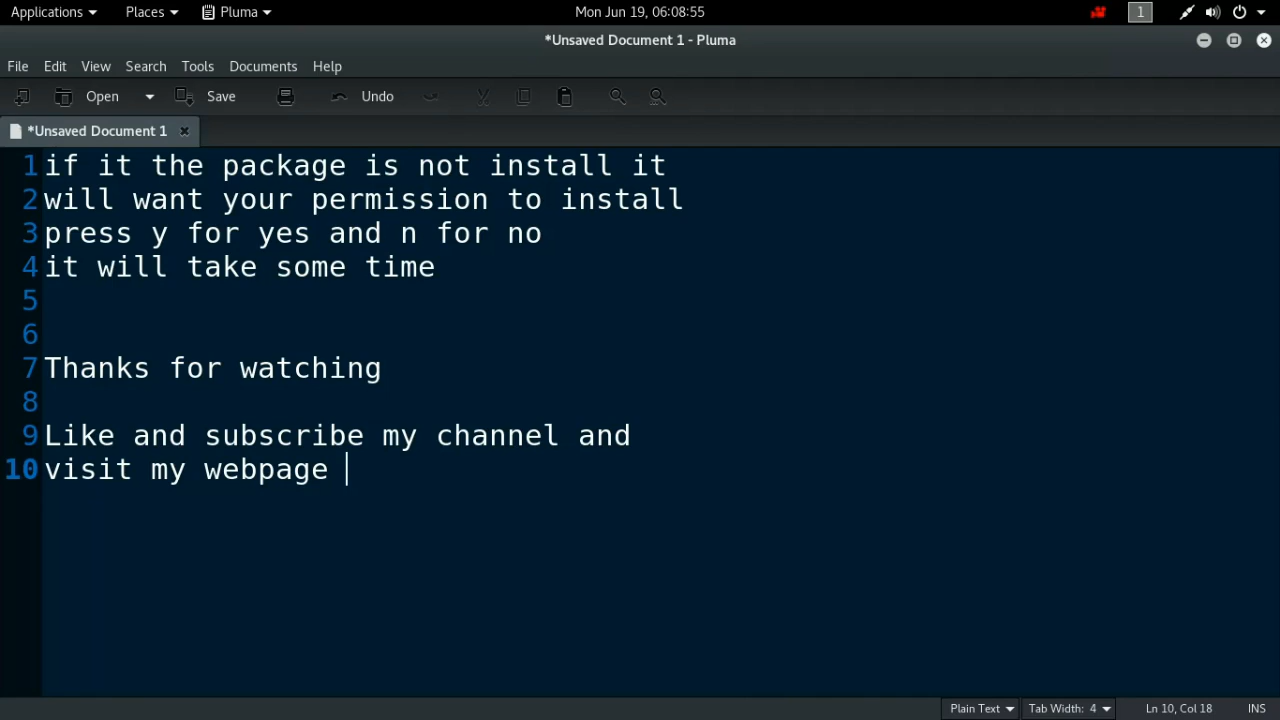 Applications Places Pluma Mon Jun 19, 06:08:55 1
*Unsaved Document 1 - Pluma
File Edit View Search Tools Documents Help
Open Save Undo
*Unsaved Document 1
1 if it the package is not install it
2 will want your permission to install
3 press y for yes and n for no
4 it will take some time
5
6
7 Thanks for watching
8
9 Like and subscribe my channel and
10 visit my webpage
Plain Text Tab Width: 4 Ln 10, Col 18 INS